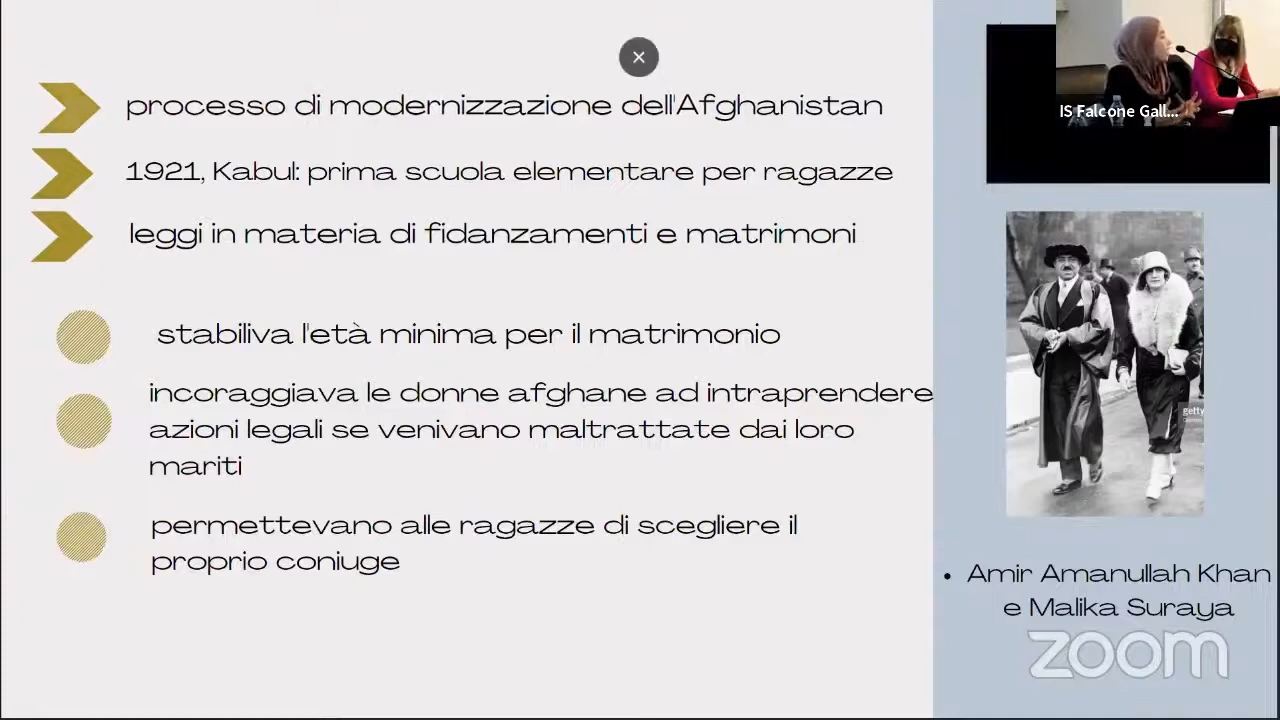 processo di modernizzazione dell'Afghanistan
1921, Kabul: prima scuola elementare per ragazze
leggi in materia di fidanzamenti e matrimoni
stabiliva l'età minima per il matrimonio
incoraggiava le donne afghane ad intraprendere
azioni legali se venivano maltrattate dai loro
mariti
permettevano alle ragazze di scegliere il
proprio coniuge
IS Falcone Gall...
getty
• Amir Amanullah Khan
e Malika Suraya
zoom